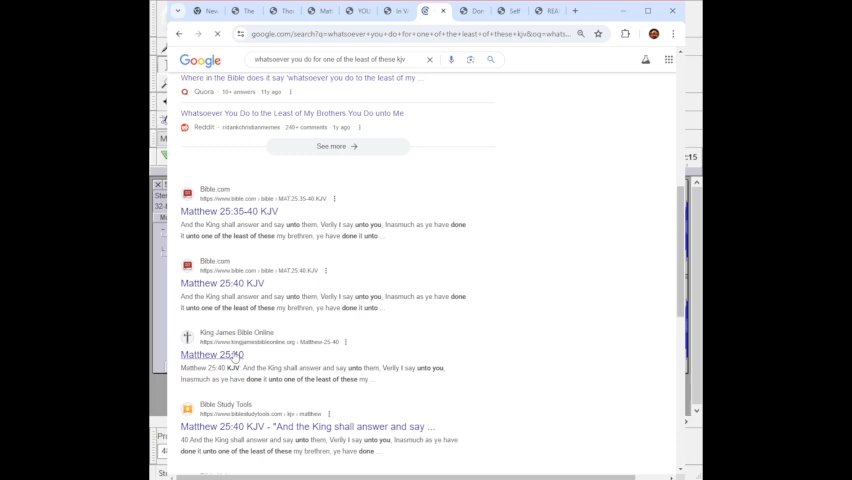 New
The
Tho
Mat
YOU
In Va
Don
Self
REA
google.com/search?q=whatsoever+you+do+for+one+of+the+least+of+these+kjv&oq=whats...
Google
whatsoever you do for one of the least of these kjv
Where in the Bible does it say 'whatsoever you do to the least of my ...
Quora · 10+ answers · 11y ago
Whatsoever You Do to the Least of My Brothers You Do unto Me
Reddit · r/dankchristianmemes · 240+ comments · 1y ago
See more
:15
Bible.com
https://www.bible.com › bible › MAT.25.35-40.KJV
Matthew 25:35-40 KJV
And the King shall answer and say unto them, Verily I say unto you, Inasmuch as ye have done
it unto one of the least of these my brethren, ye have done it unto ...
Bible.com
https://www.bible.com › bible › MAT.25.40.KJV
Matthew 25:40 KJV
And the King shall answer and say unto them, Verily I say unto you, Inasmuch as ye have done
it unto one of the least of these my brethren, ye have done it unto ...
King James Bible Online
https://www.kingjamesbibleonline.org › Matthew-25-40
Matthew 25:40
Matthew 25:40 KJV. And the King shall answer and say unto them, Verily I say unto you,
Inasmuch as ye have done it unto one of the least of these my ...
Bible Study Tools
https://www.biblestudytools.com › kjv › matthew
Matthew 25:40 KJV - "And the King shall answer and say ...
40 And the King shall answer and say unto them, Verily I say unto you, Inasmuch as ye have
done it unto one of the least of these my brethren, ye have done ...